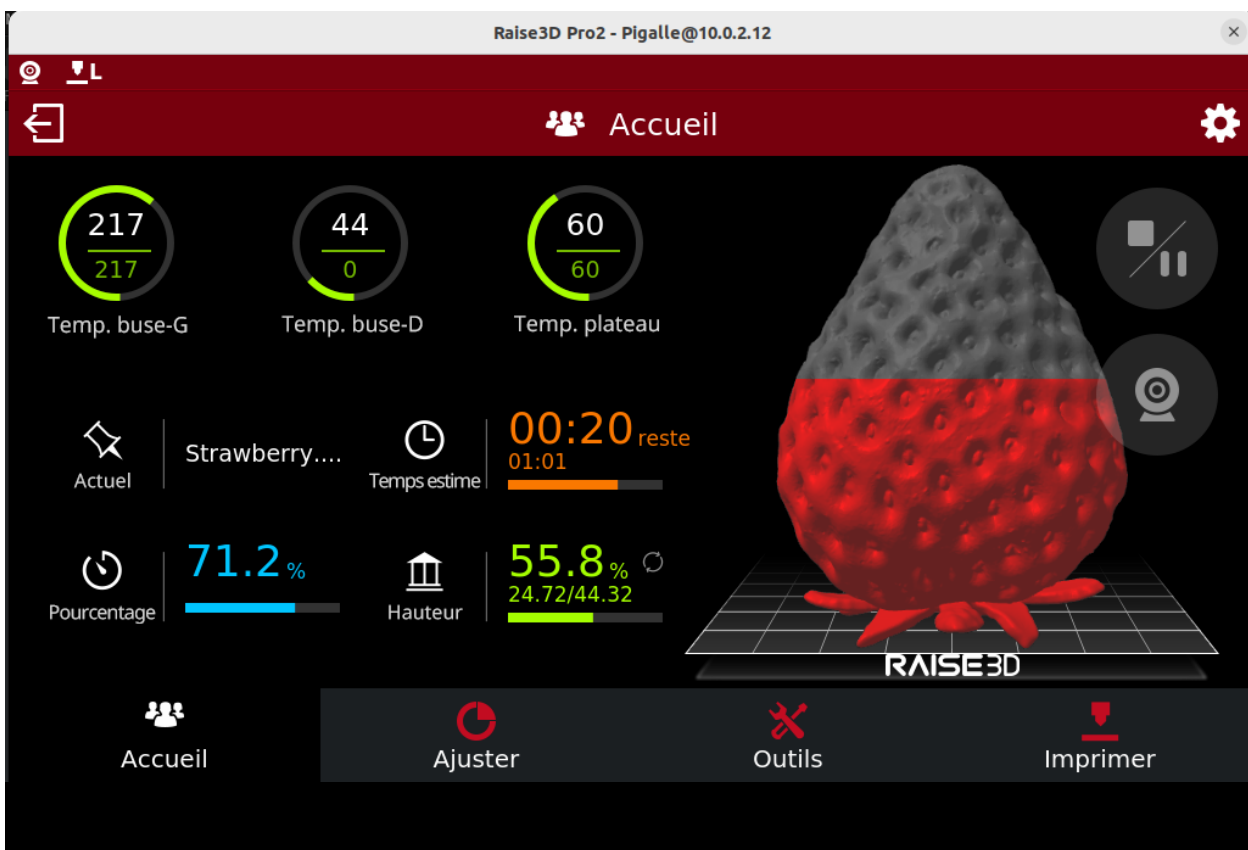 Raise3D Pro2 - Pigalle@10.0.2.12
L
Accueil
217
217
Temp. buse-G
44
0
Temp. buse-D
60
60
Temp. plateau
Actuel
Strawberry....
Temps estime
00:20 reste
01:01
Pourcentage
71.2 %
Hauteur
55.8 %
24.72/44.32
RAISE3D
Accueil
Ajuster
Outils
Imprimer